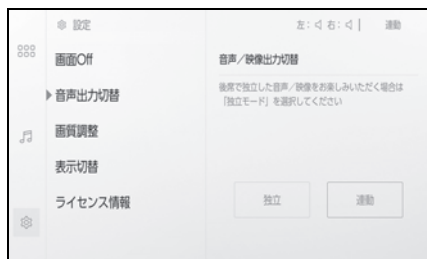 設定
左: 右: 連動
画面Off
音声出力切替
画質調整
表示切替
ライセンス情報
音声／映像出力切替
後席で独立した音声／映像をお楽しみいただく場合は
「独立モード」を選択してください
独立
連動